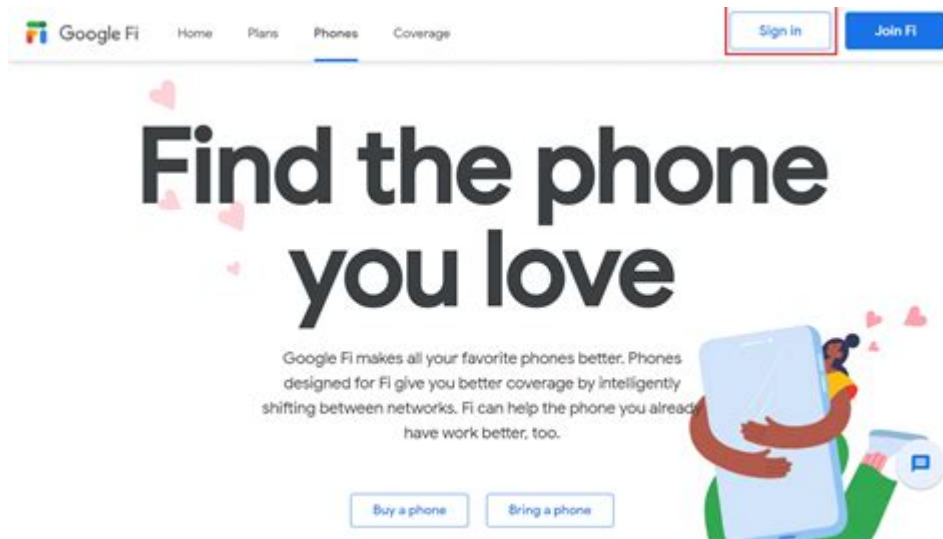 Google Fi Home Plans Phones Coverage Sign in Join Fi
Find the phone
you love
Google Fi makes all your favorite phones better. Phones
designed for Fi give you better coverage by intelligently
shifting between networks. Fi can help the phone you already
have work better, too.
Buy a phone Bring a phone